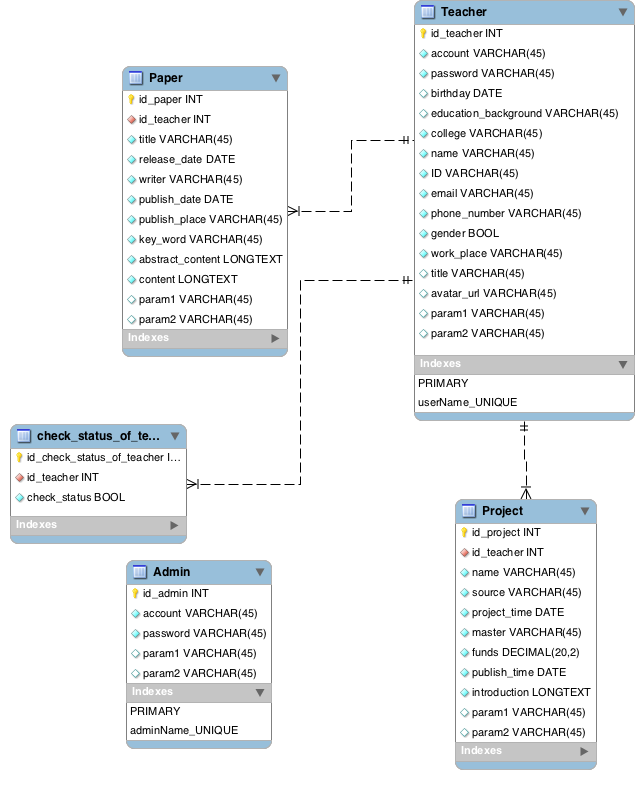 Teacher
id_teacher INT
account VARCHAR(45)
password VARCHAR(45)
birthday DATE
education_background VARCHAR(45)
college VARCHAR(45)
name VARCHAR(45)
ID VARCHAR(45)
email VARCHAR(45)
phone_number VARCHAR(45)
gender BOOL
work_place VARCHAR(45)
title VARCHAR(45)
avatar_url VARCHAR(45)
param1 VARCHAR(45)
param2 VARCHAR(45)
Indexes
PRIMARY
userName_UNIQUE
Paper
id_paper INT
id_teacher INT
title VARCHAR(45)
release_date DATE
writer VARCHAR(45)
publish_date DATE
publish_place VARCHAR(45)
key_word VARCHAR(45)
abstract_content LONGTEXT
content LONGTEXT
param1 VARCHAR(45)
param2 VARCHAR(45)
Indexes
check_status_of_te...
id_check_status_of_teacher I...
id_teacher INT
check_status BOOL
Indexes
Admin
id_admin INT
account VARCHAR(45)
password VARCHAR(45)
param1 VARCHAR(45)
param2 VARCHAR(45)
Indexes
PRIMARY
adminName_UNIQUE
Project
id_project INT
id_teacher INT
name VARCHAR(45)
source VARCHAR(45)
project_time DATE
master VARCHAR(45)
funds DECIMAL(20,2)
publish_time DATE
introduction LONGTEXT
param1 VARCHAR(45)
param2 VARCHAR(45)
Indexes